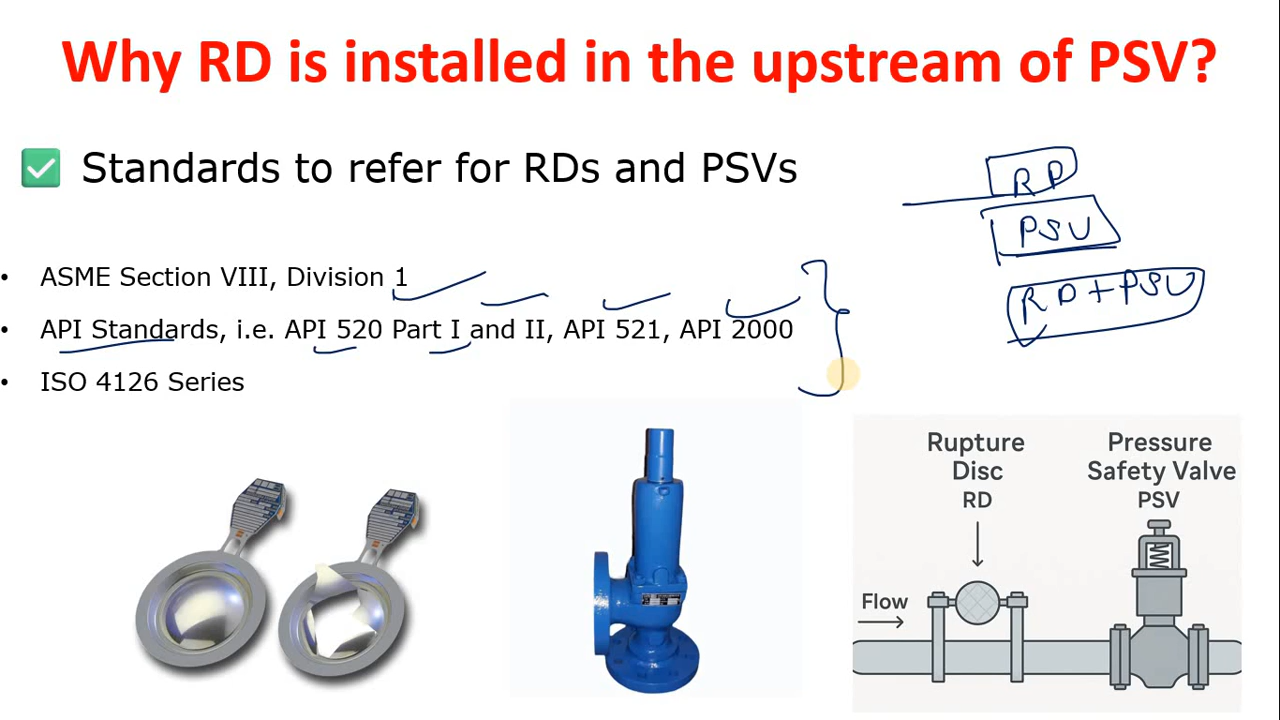 Why RD is installed in the upstream of PSV?
✅ Standards to refer for RDs and PSVs
RD
PSV
RD+PSV
• ASME Section VIII, Division 1
• API Standards, i.e. API 520 Part I and II, API 521, API 2000
• ISO 4126 Series
Rupture
Disc
RD
Pressure
Safety Valve
PSV
Flow